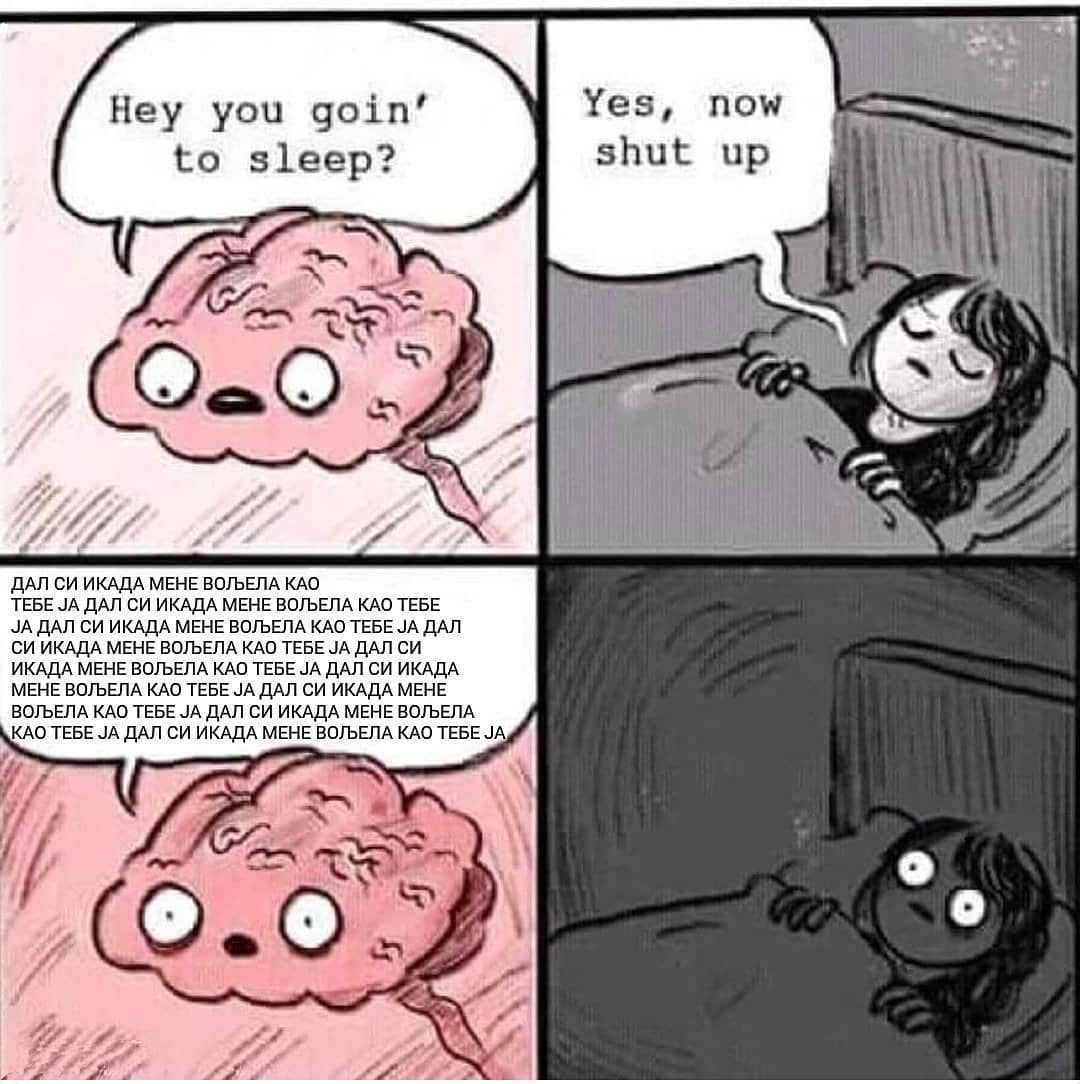 Hey you goin'
to sleep?
Yes, now
shut up
ДАЛ СИ ИКАДА МЕНЕ ВОЉЕЛА КАО
ТЕБЕ ЈА ДАЛ СИ ИКАДА МЕНЕ ВОЉЕЛА КАО ТЕБЕ
ЈА ДАЛ СИ ИКАДА МЕНЕ ВОЉЕЛА КАО ТЕБЕ ЈА ДАЛ
СИ ИКАДА МЕНЕ ВОЉЕЛА КАО ТЕБЕ ЈА ДАЛ СИ
ИКАДА МЕНЕ ВОЉЕЛА КАО ТЕБЕ ЈА ДАЛ СИ ИКАДА
МЕНЕ ВОЉЕЛА КАО ТЕБЕ ЈА ДАЛ СИ ИКАДА МЕНЕ
ВОЉЕЛА КАО ТЕБЕ ЈА ДАЛ СИ ИКАДА МЕНЕ ВОЉЕЛА
КАО ТЕБЕ ЈА ДАЛ СИ ИКАДА МЕНЕ ВОЉЕЛА КАО ТЕБЕ ЈА